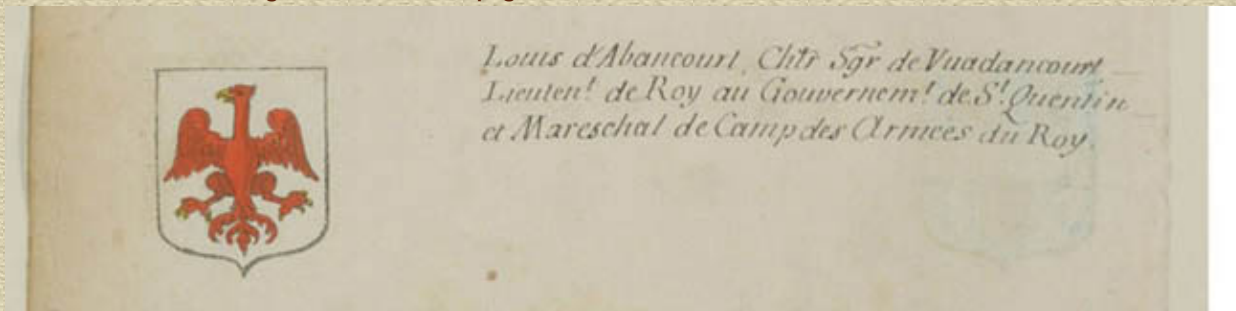 Louis d'Abancourt, Chlr Sgr de Vuadancourt
Lieuten.t de Roy au Gouvernem.t de S.t Quentin
et Mareschal de Camp des Armées du Roy.